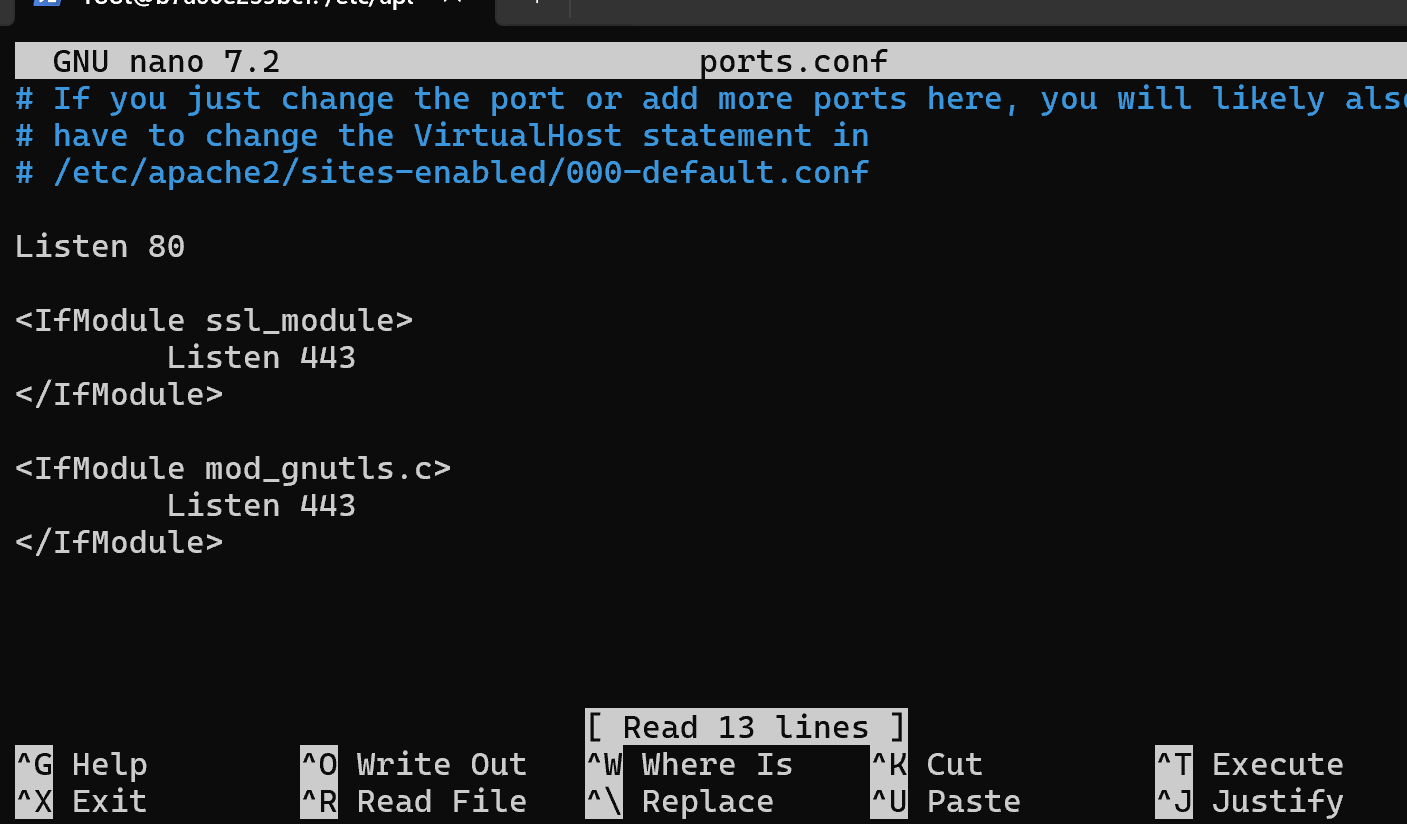 GNU nano 7.2 ports.conf
# If you just change the port or add more ports here, you will likely also
# have to change the VirtualHost statement in
# /etc/apache2/sites-enabled/000-default.conf
Listen 80
<IfModule ssl_module>
Listen 443
</IfModule>
<IfModule mod_gnutls.c>
Listen 443
</IfModule>
[ Read 13 lines ]
^G Help ^O Write Out ^W Where Is ^K Cut ^T Execute
^X Exit ^R Read File ^\ Replace ^U Paste ^J Justify